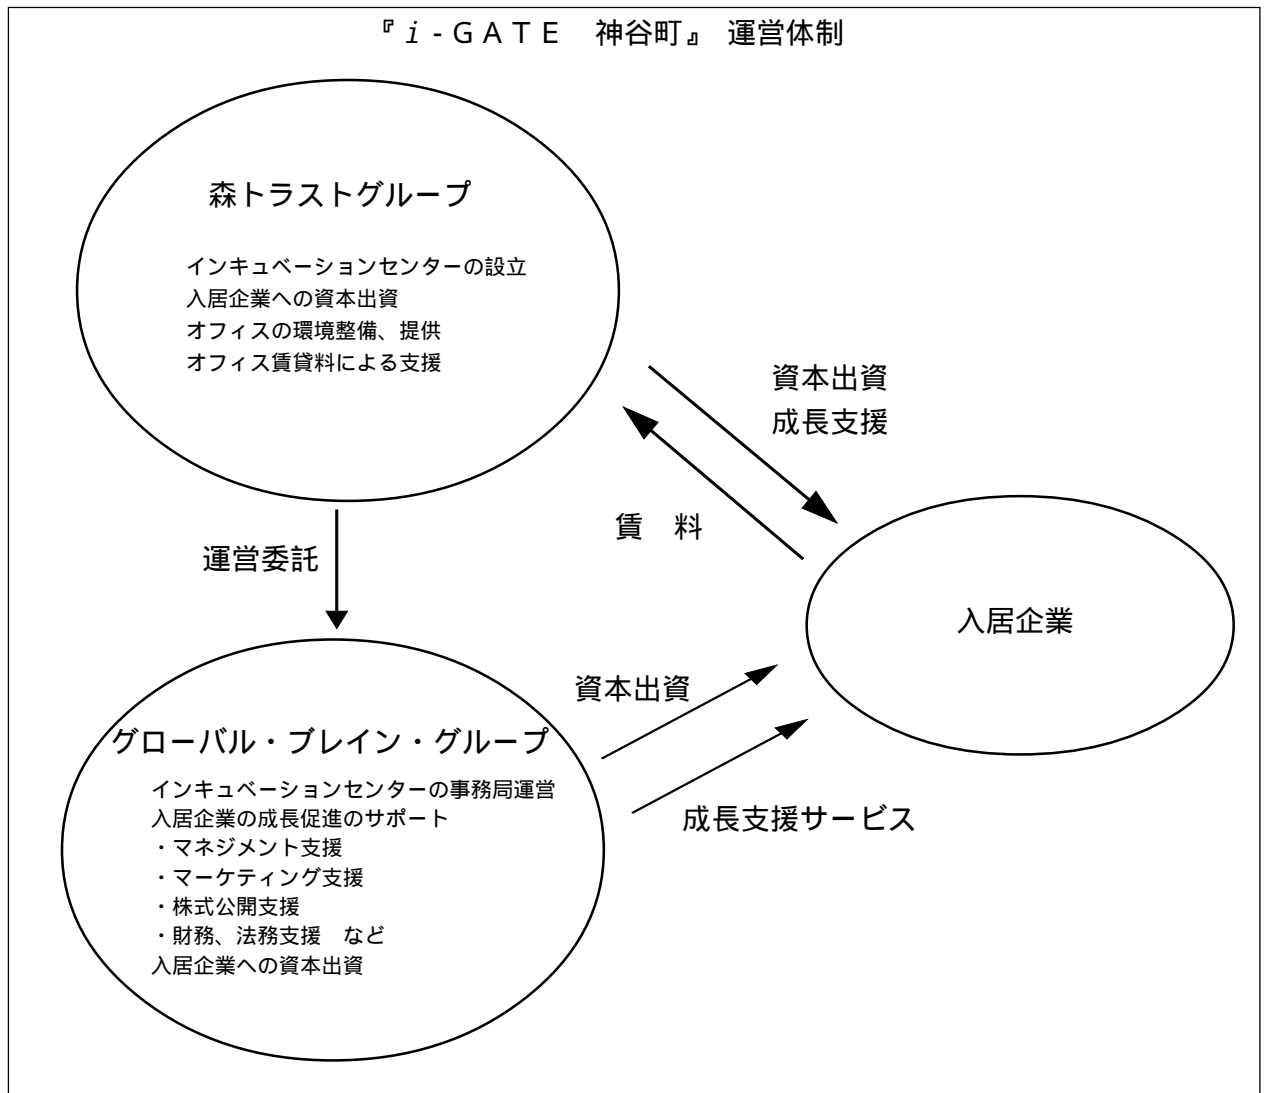 『i-GATE 神谷町』 運営体制
森トラストグループ
インキュベーションセンターの設立
入居企業への資本出資
オフィスの環境整備、提供
オフィス賃貸料による支援
資本出資
成長支援
賃 料
運営委託
入居企業
資本出資
グローバル・ブレイン・グループ
インキュベーションセンターの事務局運営
入居企業の成長促進のサポート
・マネジメント支援
・マーケティング支援
・株式公開支援
・財務、法務支援 など
入居企業への資本出資
成長支援サービス